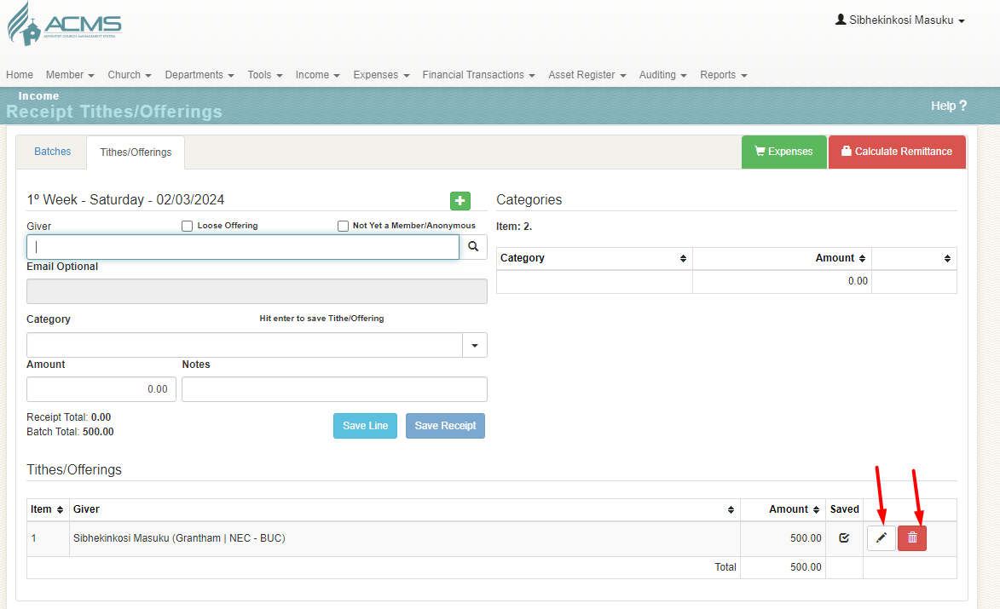 ACMS
ADVENTIST CHURCH MANAGEMENT SYSTEM
Sibhekinkosi Masuku
Home Member Church Departments Tools Income Expenses Financial Transactions Asset Register Auditing Reports
Income
Receipt Tithes/Offerings
Help ?
Batches Tithes/Offerings Expenses Calculate Remittance
1º Week - Saturday - 02/03/2024
Categories
Giver Loose Offering Not Yet a Member/Anonymous
Item: 2.
Category Amount
0.00
Email Optional
Category Hit enter to save Tithe/Offering
Amount Notes
0.00
Receipt Total: 0.00
Batch Total: 500.00
Save Line Save Receipt
Tithes/Offerings
Item Giver Amount Saved
1 Sibhekinkosi Masuku (Grantham | NEC - BUC) 500.00
Total 500.00